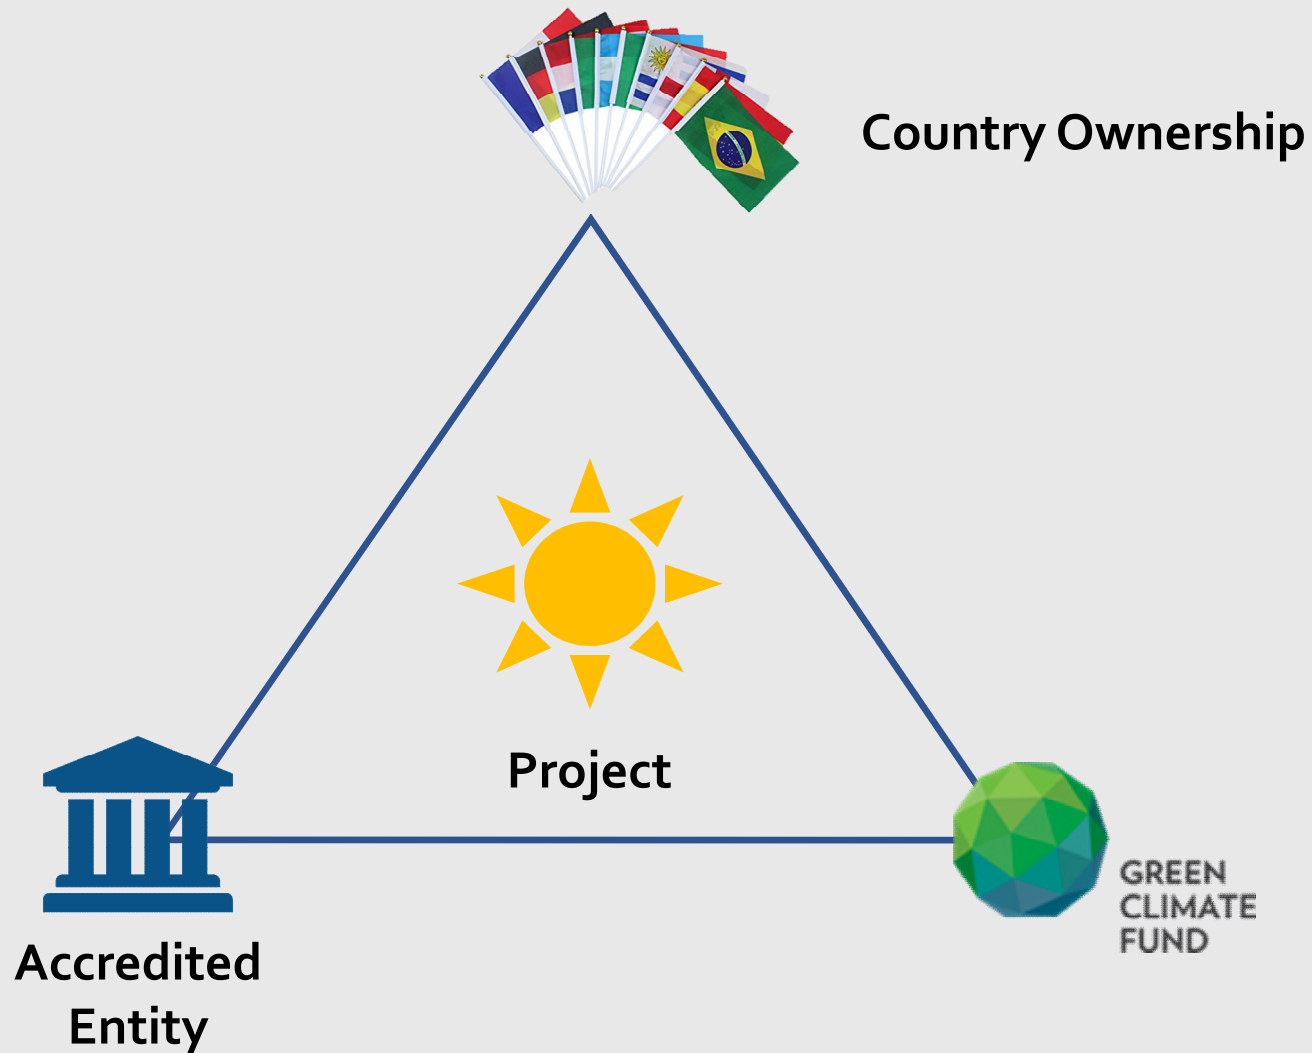 Country Ownership
Project
GREEN
CLIMATE
FUND
Accredited
Entity